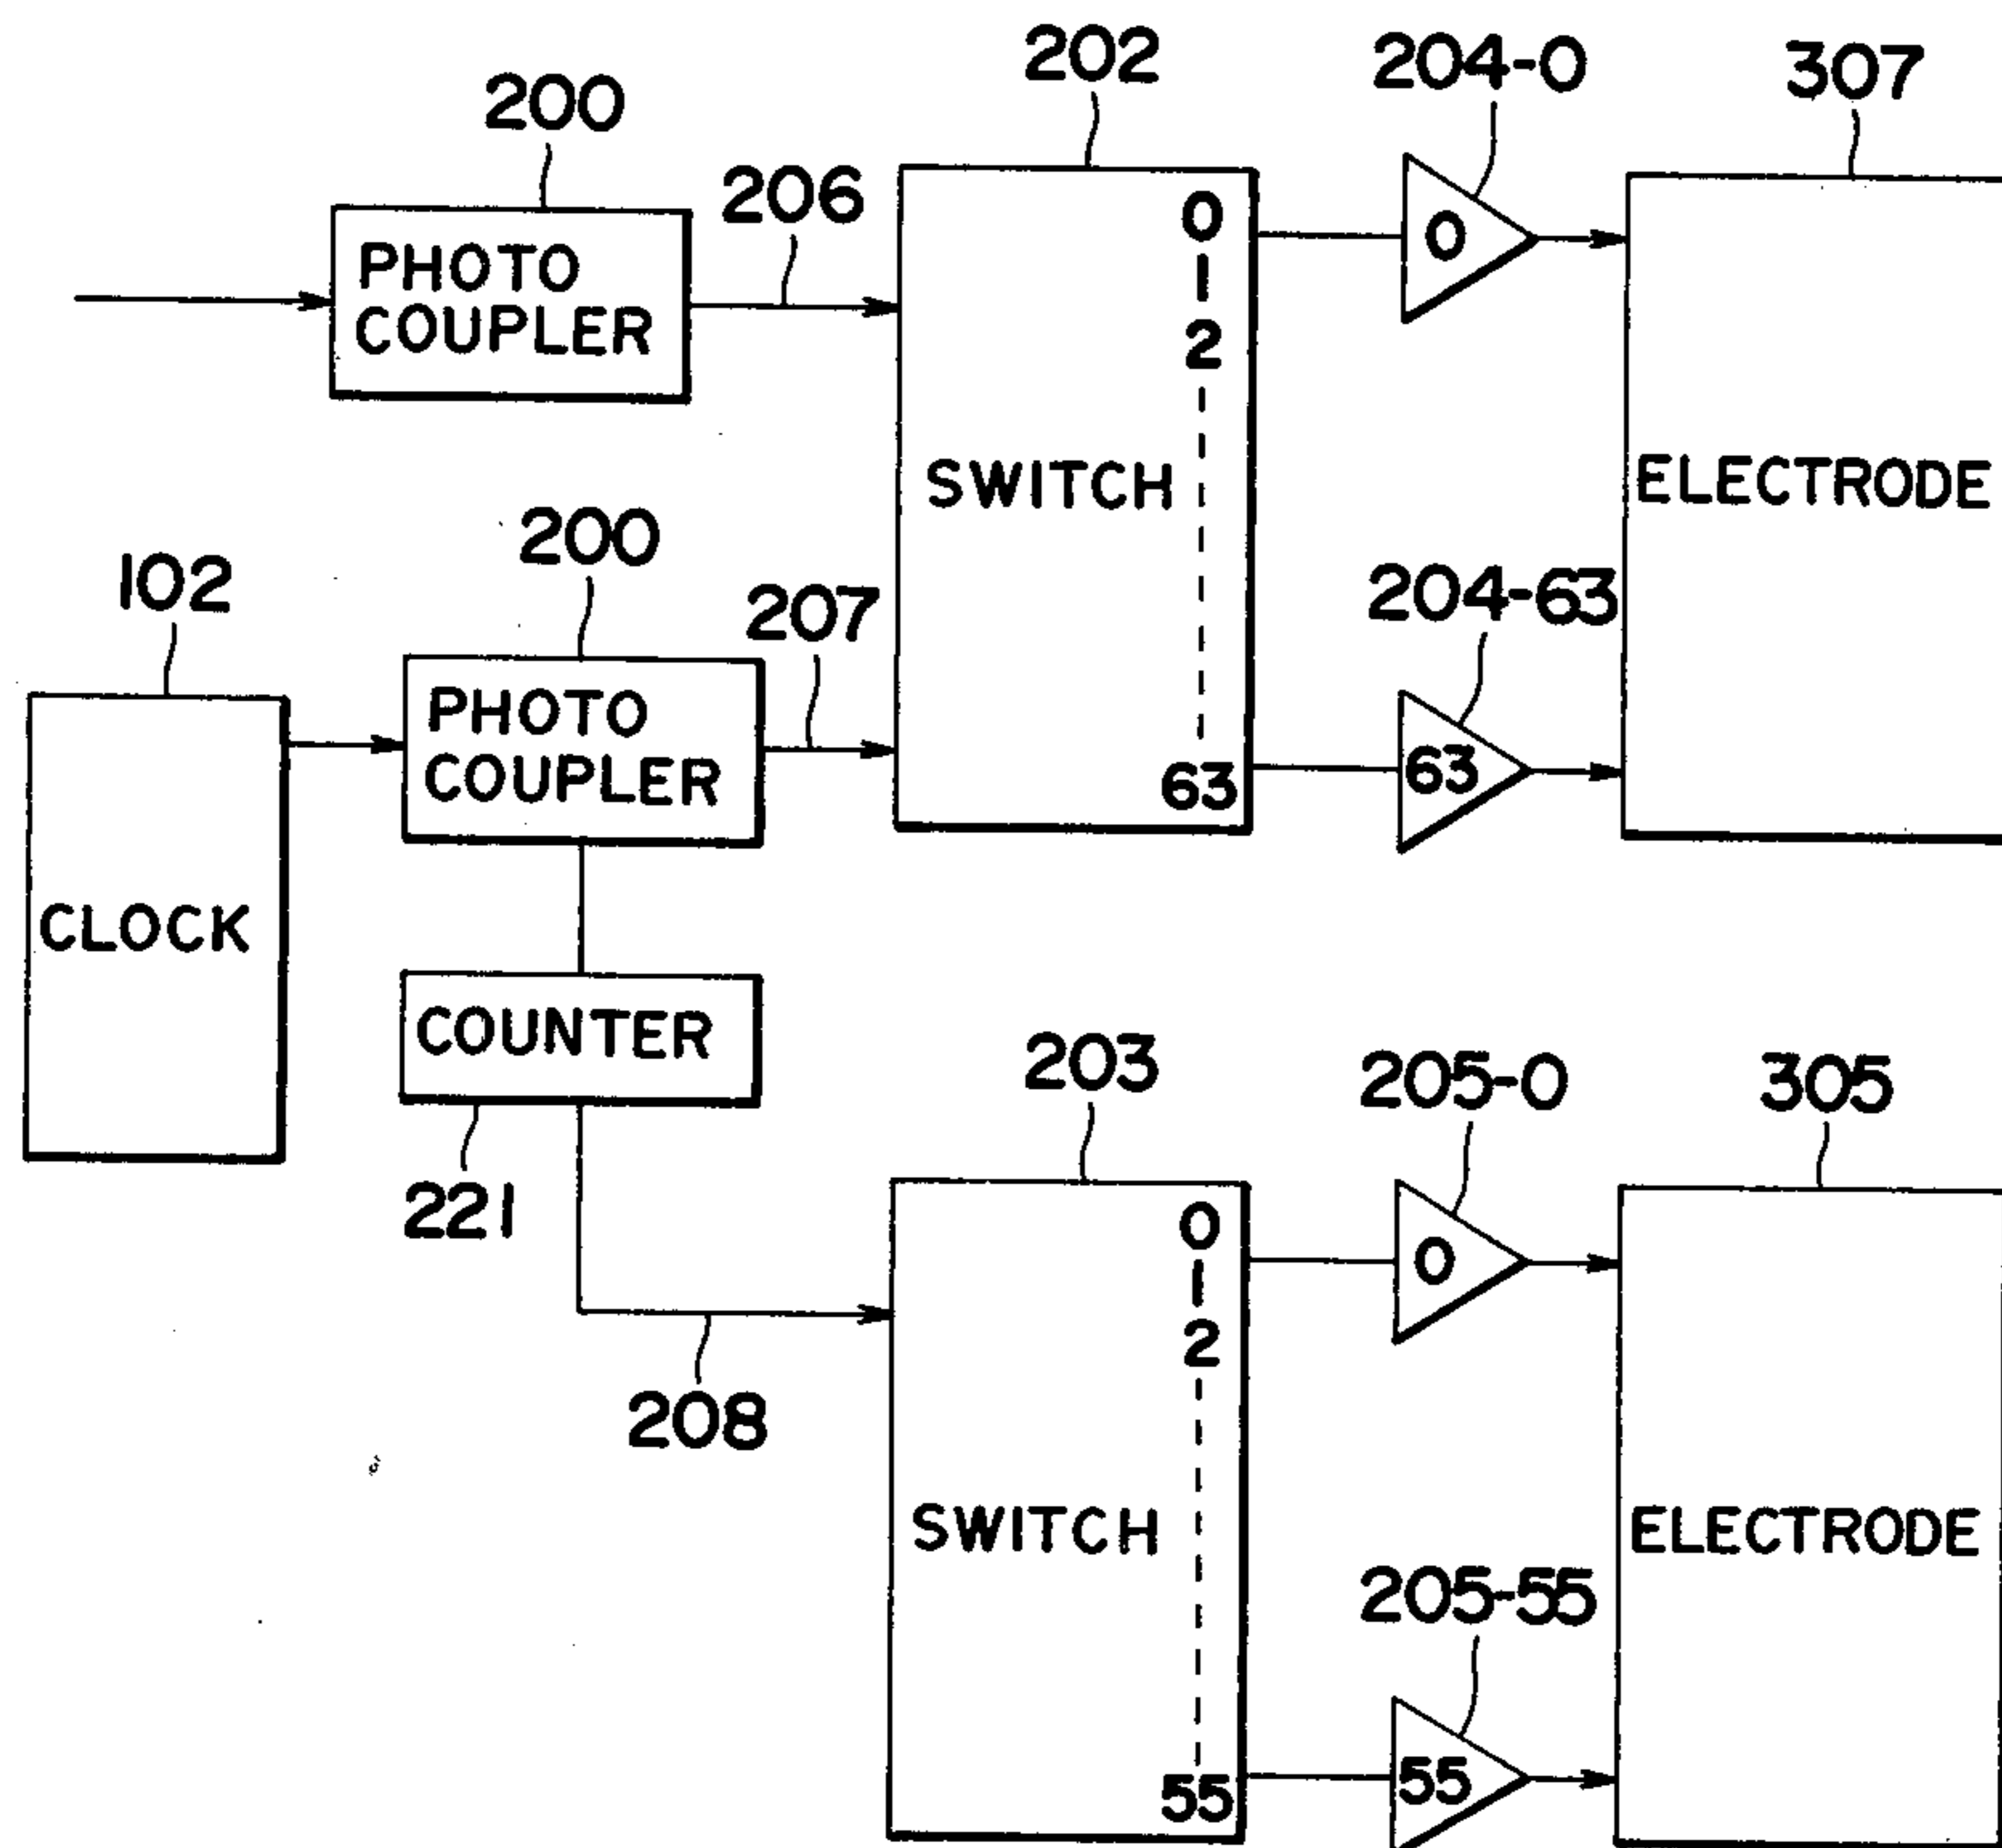 202
204-0
307
200
206
PHOTO
COUPLER
0
1
2
0
SWITCH
ELECTRODE
200
204-63
102
207
PHOTO
COUPLER
63
63
CLOCK
COUNTER
221
203
205-0
305
208
0
1
2
0
SWITCH
ELECTRODE
205-55
55
55